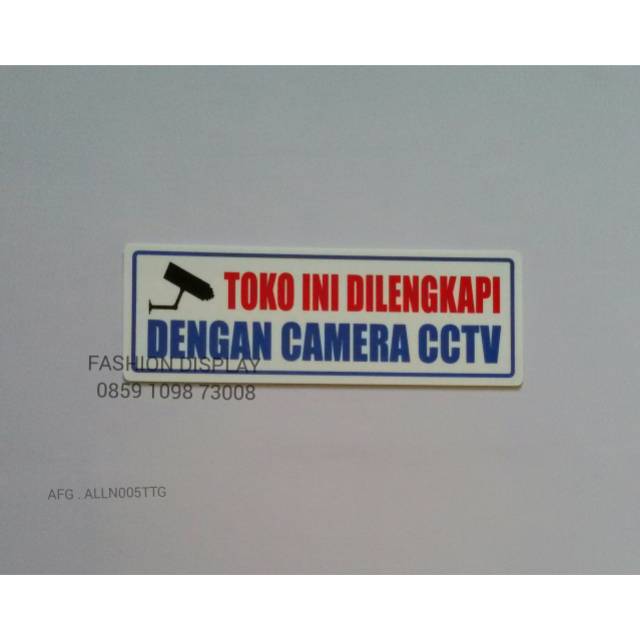 TOKO INI DILENGKAPI
DENGAN CAMERA CCTV
FASHION DISPLAY
0859 1098 73008
AFG . ALLN005TTG